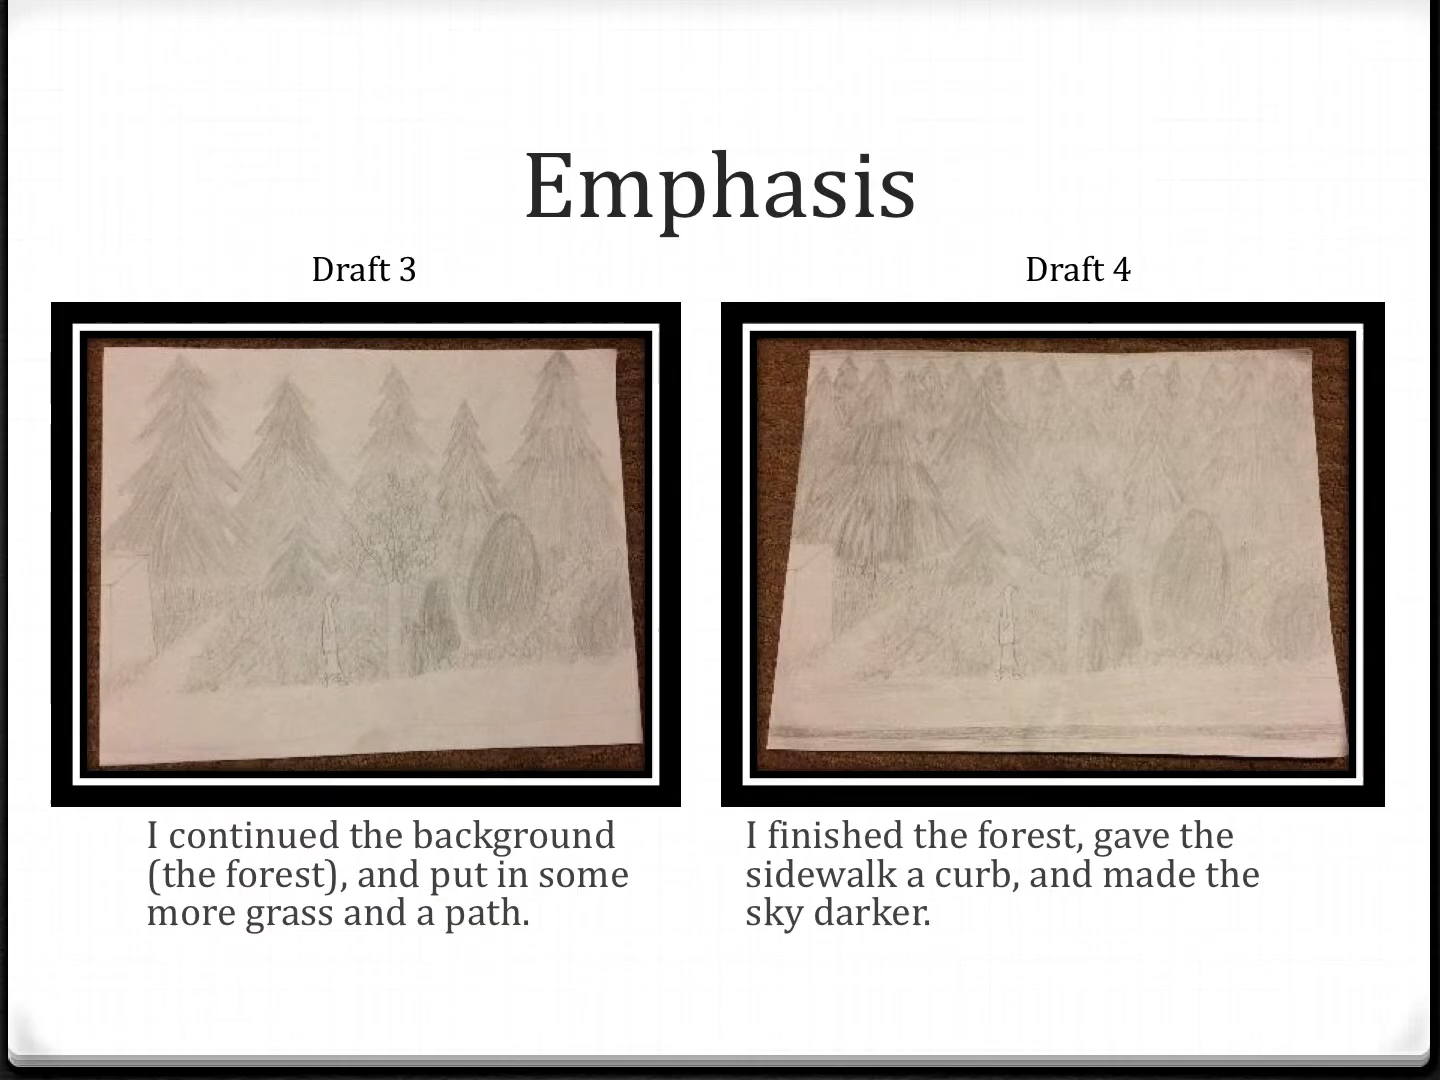 Emphasis
Draft 3
Draft 4
I continued the background
(the forest), and put in some
more grass and a path.
I finished the forest, gave the
sidewalk a curb, and made the
sky darker.